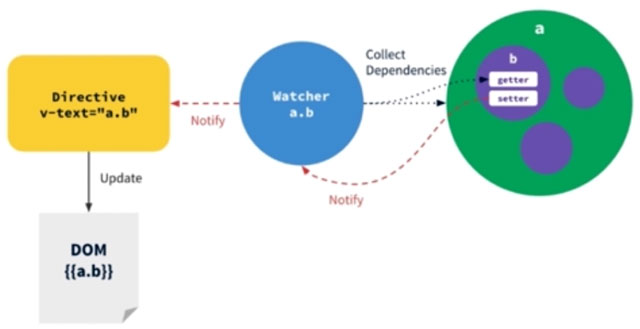 Directive
v-text="a.b"
Notify
Watcher
a.b
Collect
Dependencies
a
b
getter
setter
Notify
Update
DOM
{{a.b}}